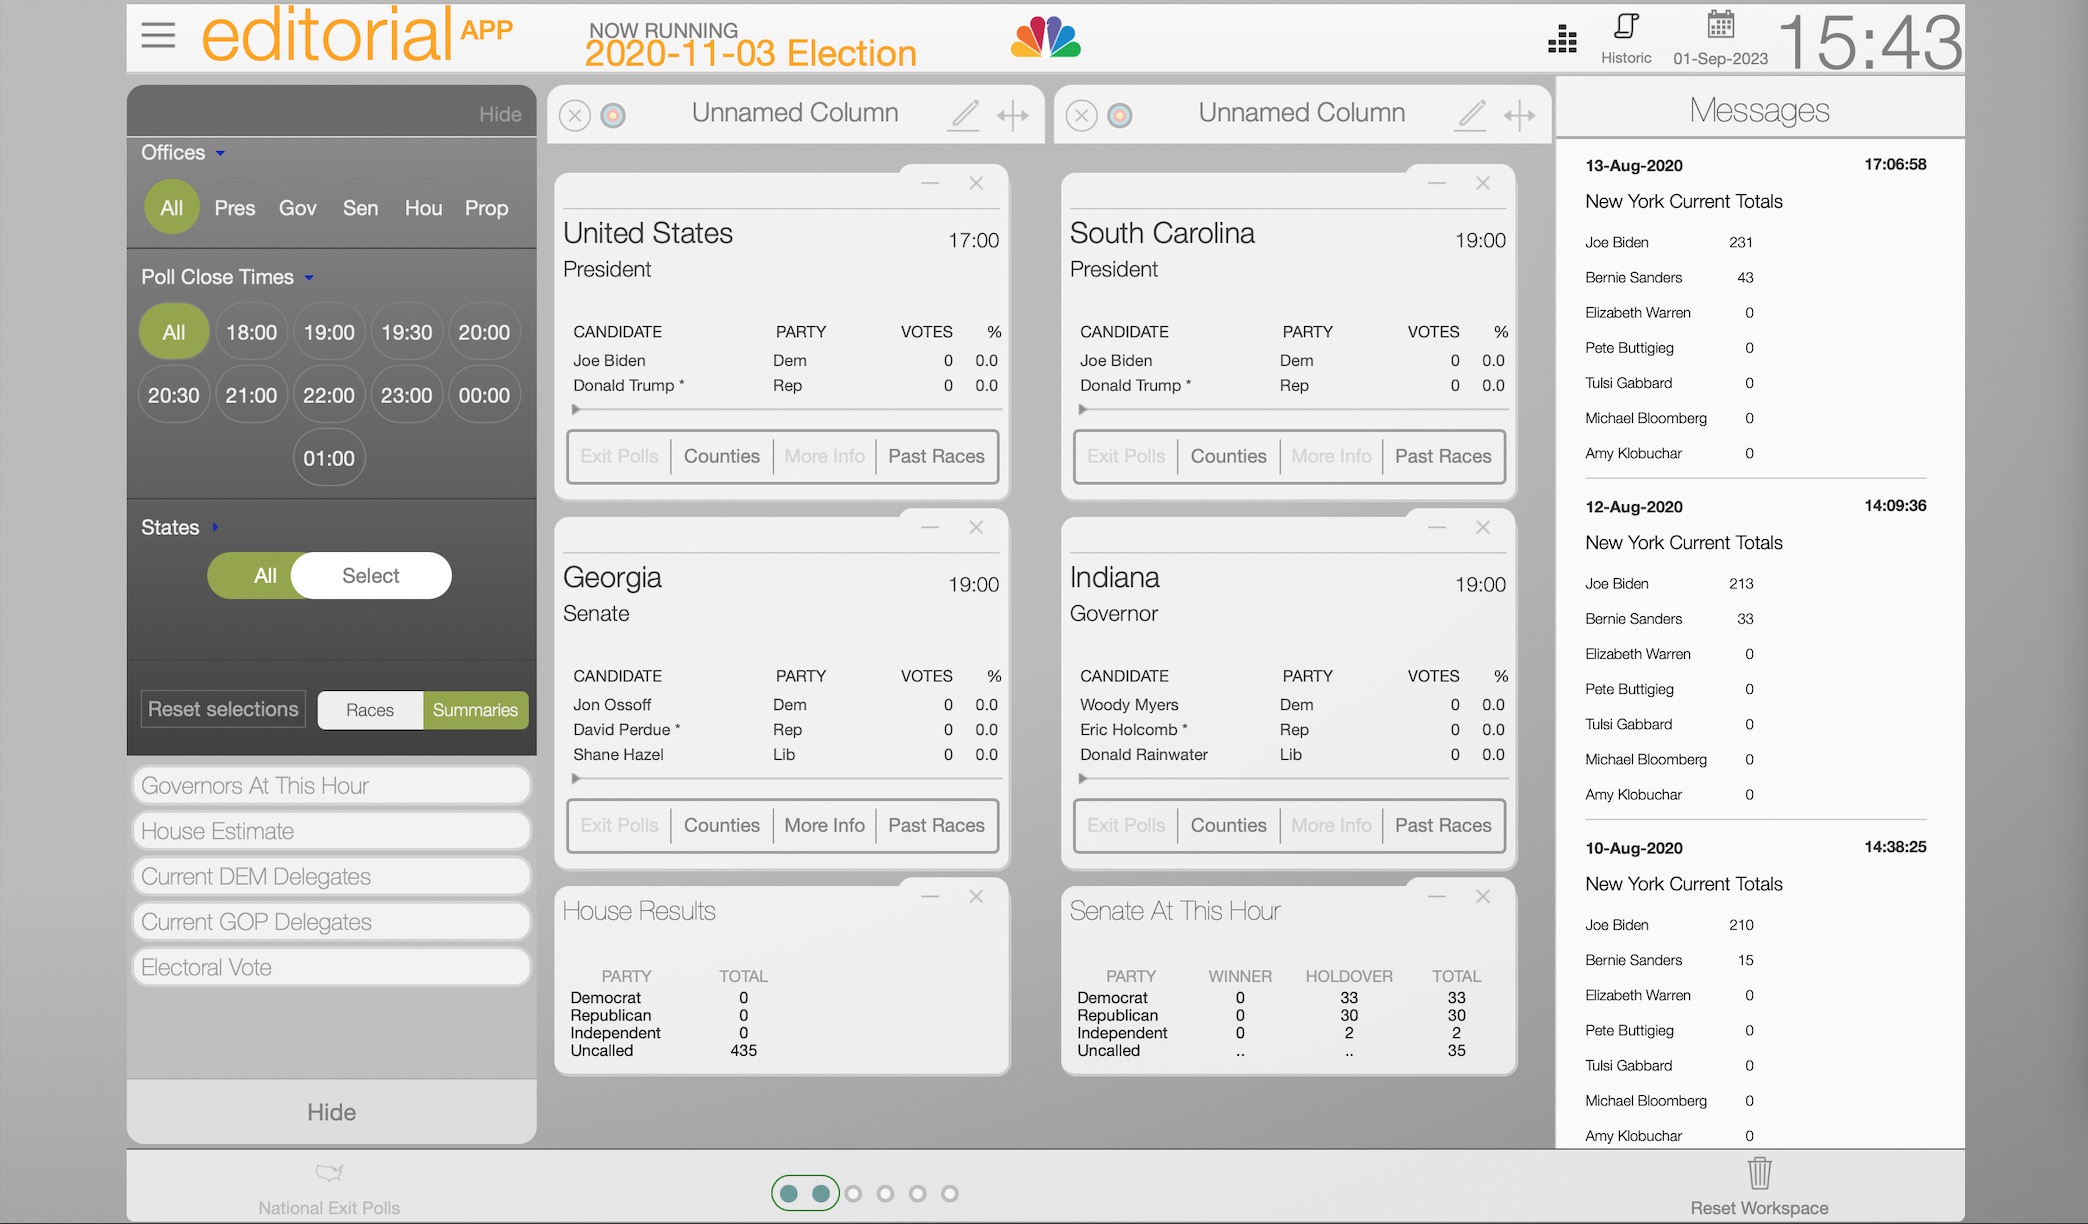 editorial APP
NOW RUNNING
2020-11-03 Election
Historic
01-Sep-2023
15:43
Hide
Offices
All Pres Gov Sen Hou Prop
Poll Close Times
All 18:00 19:00 19:30 20:00
20:30 21:00 22:00 23:00 00:00
01:00
States
All Select
Reset selections Races Summaries
Governors At This Hour
House Estimate
Current DEM Delegates
Current GOP Delegates
Electoral Vote
Hide
Unnamed Column
United States 17:00
President
CANDIDATE PARTY VOTES %
Joe Biden Dem 0 0.0
Donald Trump * Rep 0 0.0
Exit Polls Counties More Info Past Races
Georgia 19:00
Senate
CANDIDATE PARTY VOTES %
Jon Ossoff Dem 0 0.0
David Perdue * Rep 0 0.0
Shane Hazel Lib 0 0.0
Exit Polls Counties More Info Past Races
House Results
PARTY TOTAL
Democrat 0
Republican 0
Independent 0
Uncalled 435
Unnamed Column
South Carolina 19:00
President
CANDIDATE PARTY VOTES %
Joe Biden Dem 0 0.0
Donald Trump * Rep 0 0.0
Exit Polls Counties More Info Past Races
Indiana 19:00
Governor
CANDIDATE PARTY VOTES %
Woody Myers Dem 0 0.0
Eric Holcomb * Rep 0 0.0
Donald Rainwater Lib 0 0.0
Exit Polls Counties More Info Past Races
Senate At This Hour
PARTY WINNER HOLDOVER TOTAL
Democrat 0 33 33
Republican 0 30 30
Independent 0 2 2
Uncalled .. .. 35
Messages
13-Aug-2020 17:06:58
New York Current Totals
Joe Biden 231
Bernie Sanders 43
Elizabeth Warren 0
Pete Buttigieg 0
Tulsi Gabbard 0
Michael Bloomberg 0
Amy Klobuchar 0
12-Aug-2020 14:09:36
New York Current Totals
Joe Biden 213
Bernie Sanders 33
Elizabeth Warren 0
Pete Buttigieg 0
Tulsi Gabbard 0
Michael Bloomberg 0
Amy Klobuchar 0
10-Aug-2020 14:38:25
New York Current Totals
Joe Biden 210
Bernie Sanders 15
Elizabeth Warren 0
Pete Buttigieg 0
Tulsi Gabbard 0
Michael Bloomberg 0
Amy Klobuchar 0
National Exit Polls
Reset Workspace